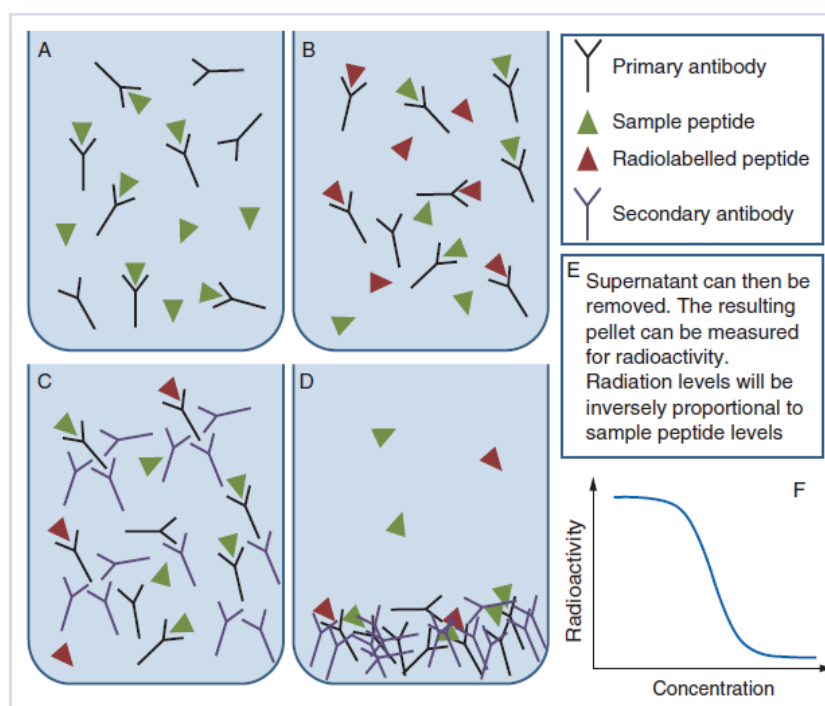 A
B
Primary antibody
Sample peptide
Radiolabelled peptide
Secondary antibody
C
D
E Supernatant can then be
removed. The resulting
pellet can be measured
for radioactivity.
Radiation levels will be
inversely proportional to
sample peptide levels
F
Radioactivity
Concentration